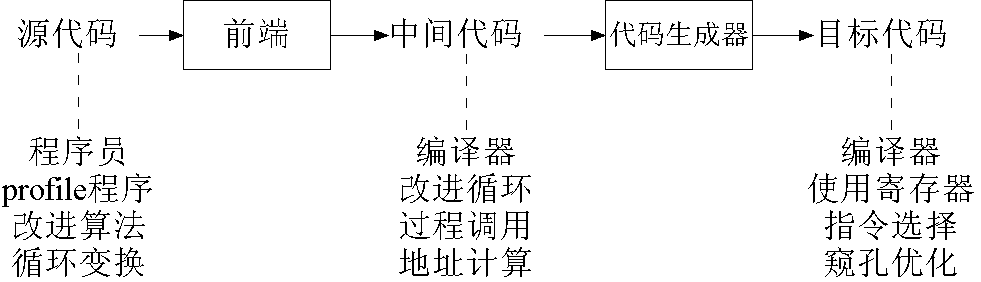 源代码
前端
中间代码
代码生成器
目标代码
程序员
profile程序
改进算法
循环变换
编译器
改进循环
过程调用
地址计算
编译器
使用寄存器
指令选择
窥孔优化